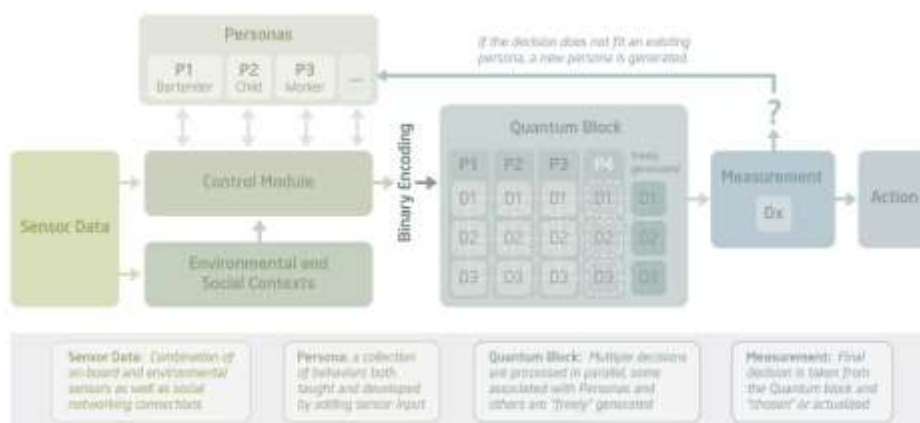 Personas
P1 P2 P3 ...
Bartender Child Worker
If the decision does not fit an existing
persona, a new persona is generated.
?
Binary Encoding
Quantum Block
P1 P2 P3 P4 freely
generated
D1 D1 D1 D1 D1
D2 D2 D2 D2 D2
D3 D3 D3 D3 D3
Sensor Data
Control Module
Environmental and
Social Contexts
Measurement
Dx
Action
Sensor Data: Combination of
on-board and environmental
sensors as well as social
networking connections
Persona: a collection
of behaviors both
taught and developed
by adding sensor input
Quantum Block: Multiple decisions
are processed in parallel, some
associated with Personas and
others are "freely" generated
Measurement: Final
decision is taken from
the Quantum block and
"chosen" or actualized